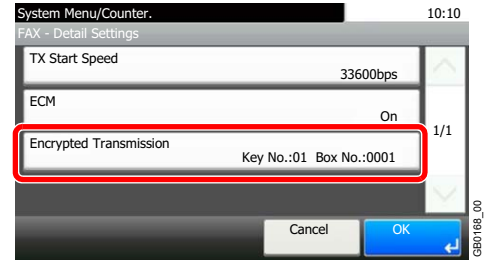 System Menu/Counter. 10:10
FAX - Detail Settings
TX Start Speed
33600bps
ECM
On
1/1
Encrypted Transmission
Key No.:01 Box No.:0001
Cancel OK
GB0168_00